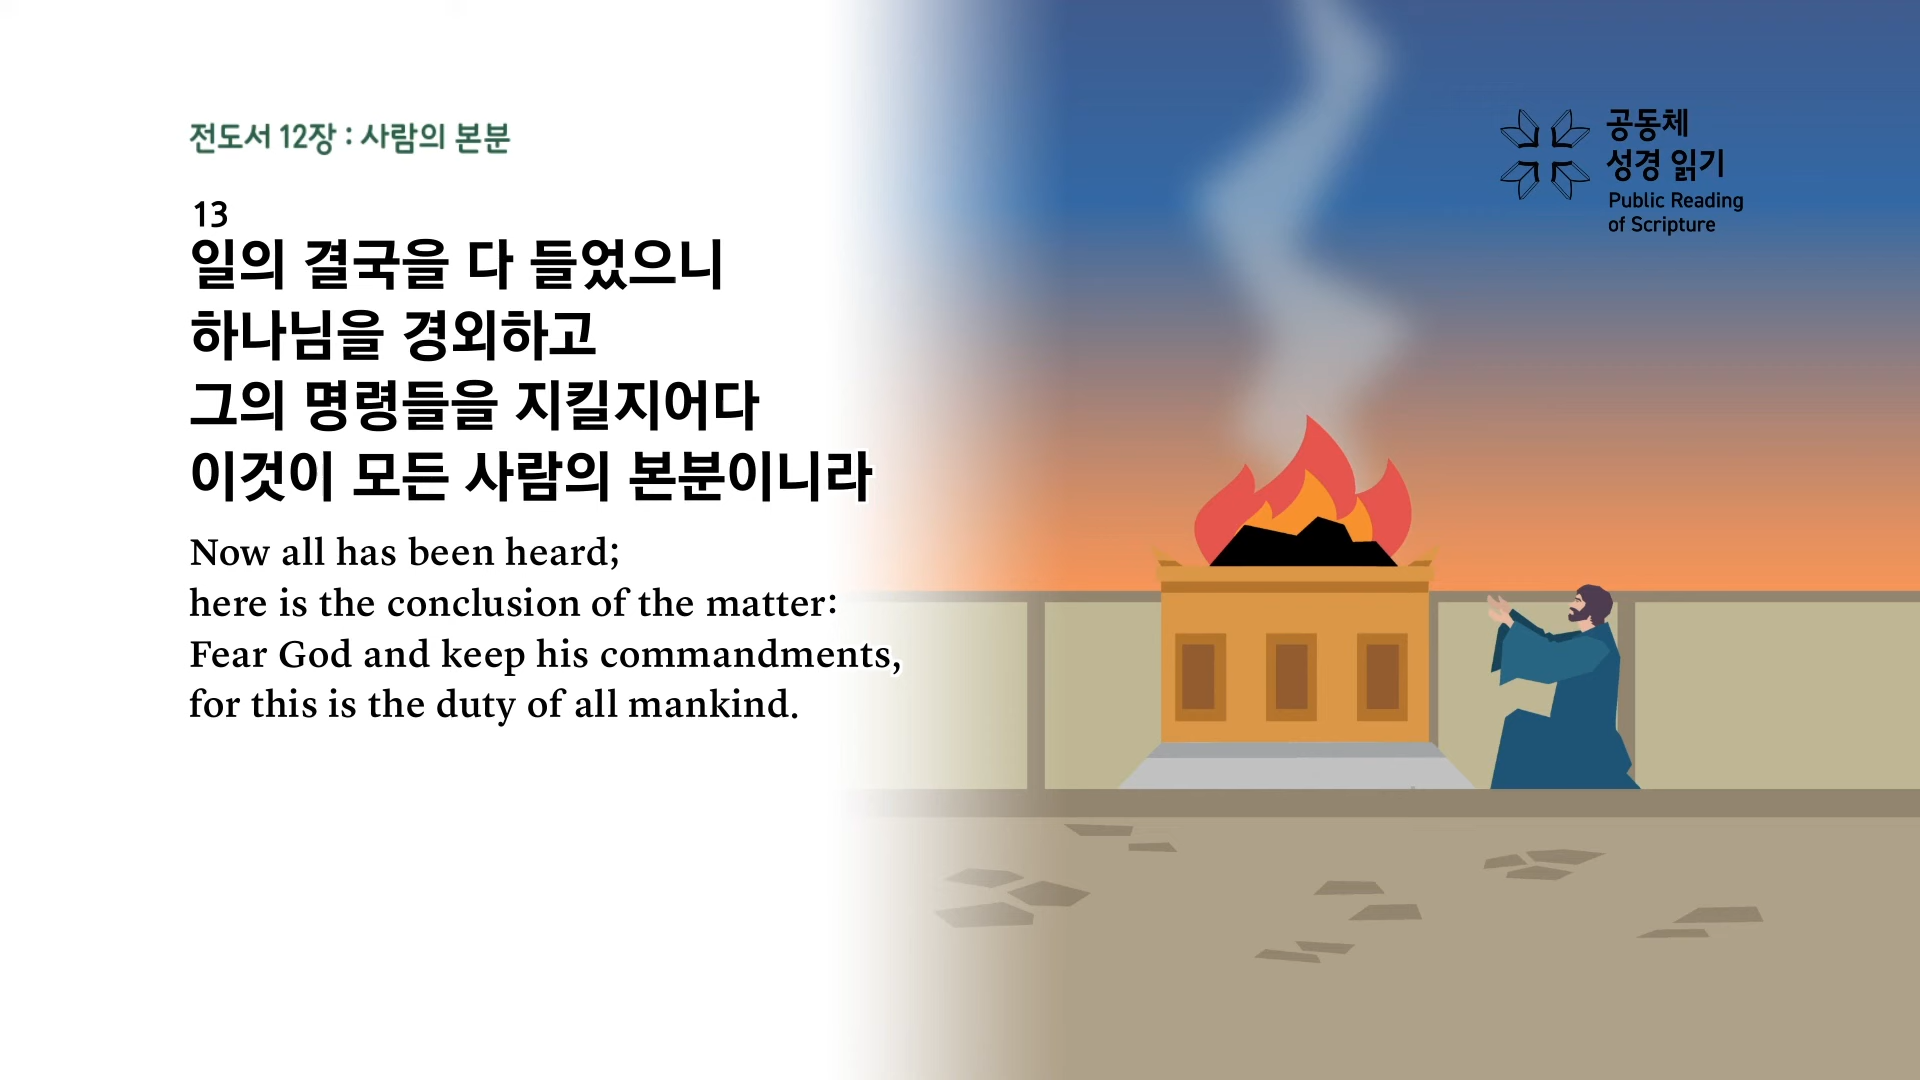 전도서 12장 : 사람의 본분
13
일의 결국을 다 들었으니
하나님을 경외하고
그의 명령들을 지킬지어다
이것이 모든 사람의 본분이니라
Now all has been heard;
here is the conclusion of the matter:
Fear God and keep his commandments,
for this is the duty of all mankind.
공동체
성경 읽기
Public Reading
of Scripture